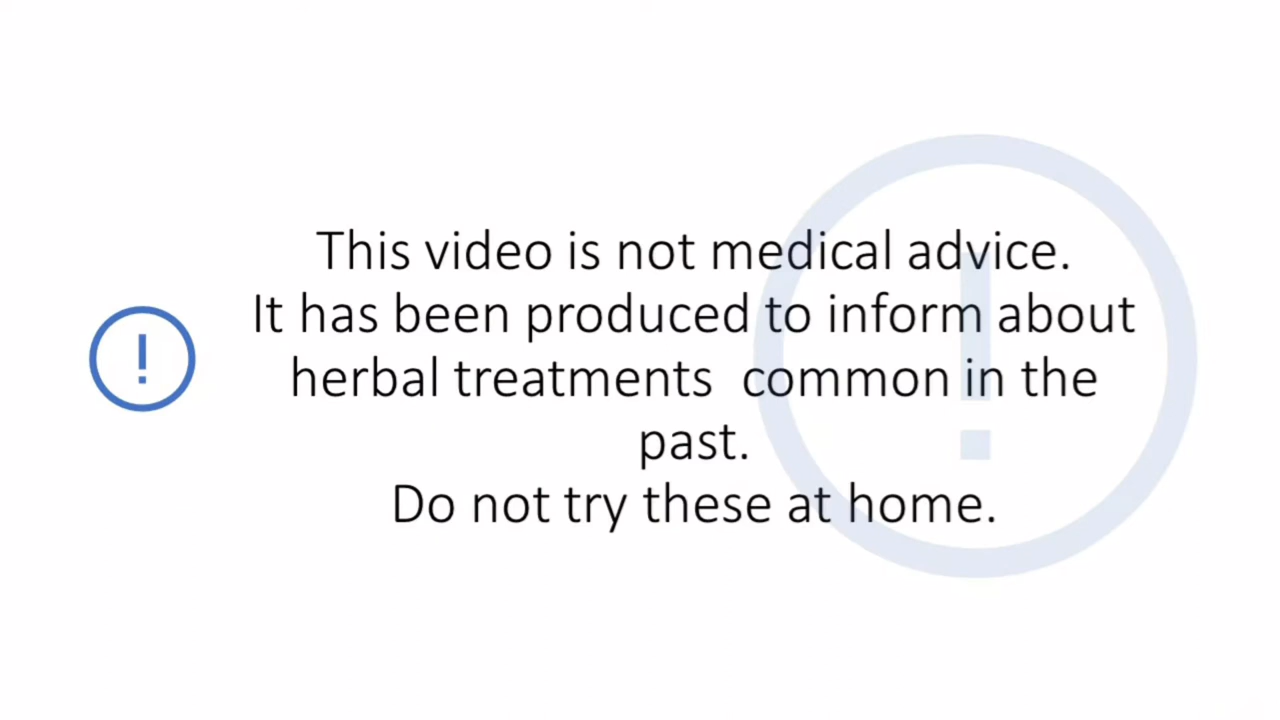 This video is not medical advice.
It has been produced to inform about
herbal treatments  common in the
past.
Do not try these at home.